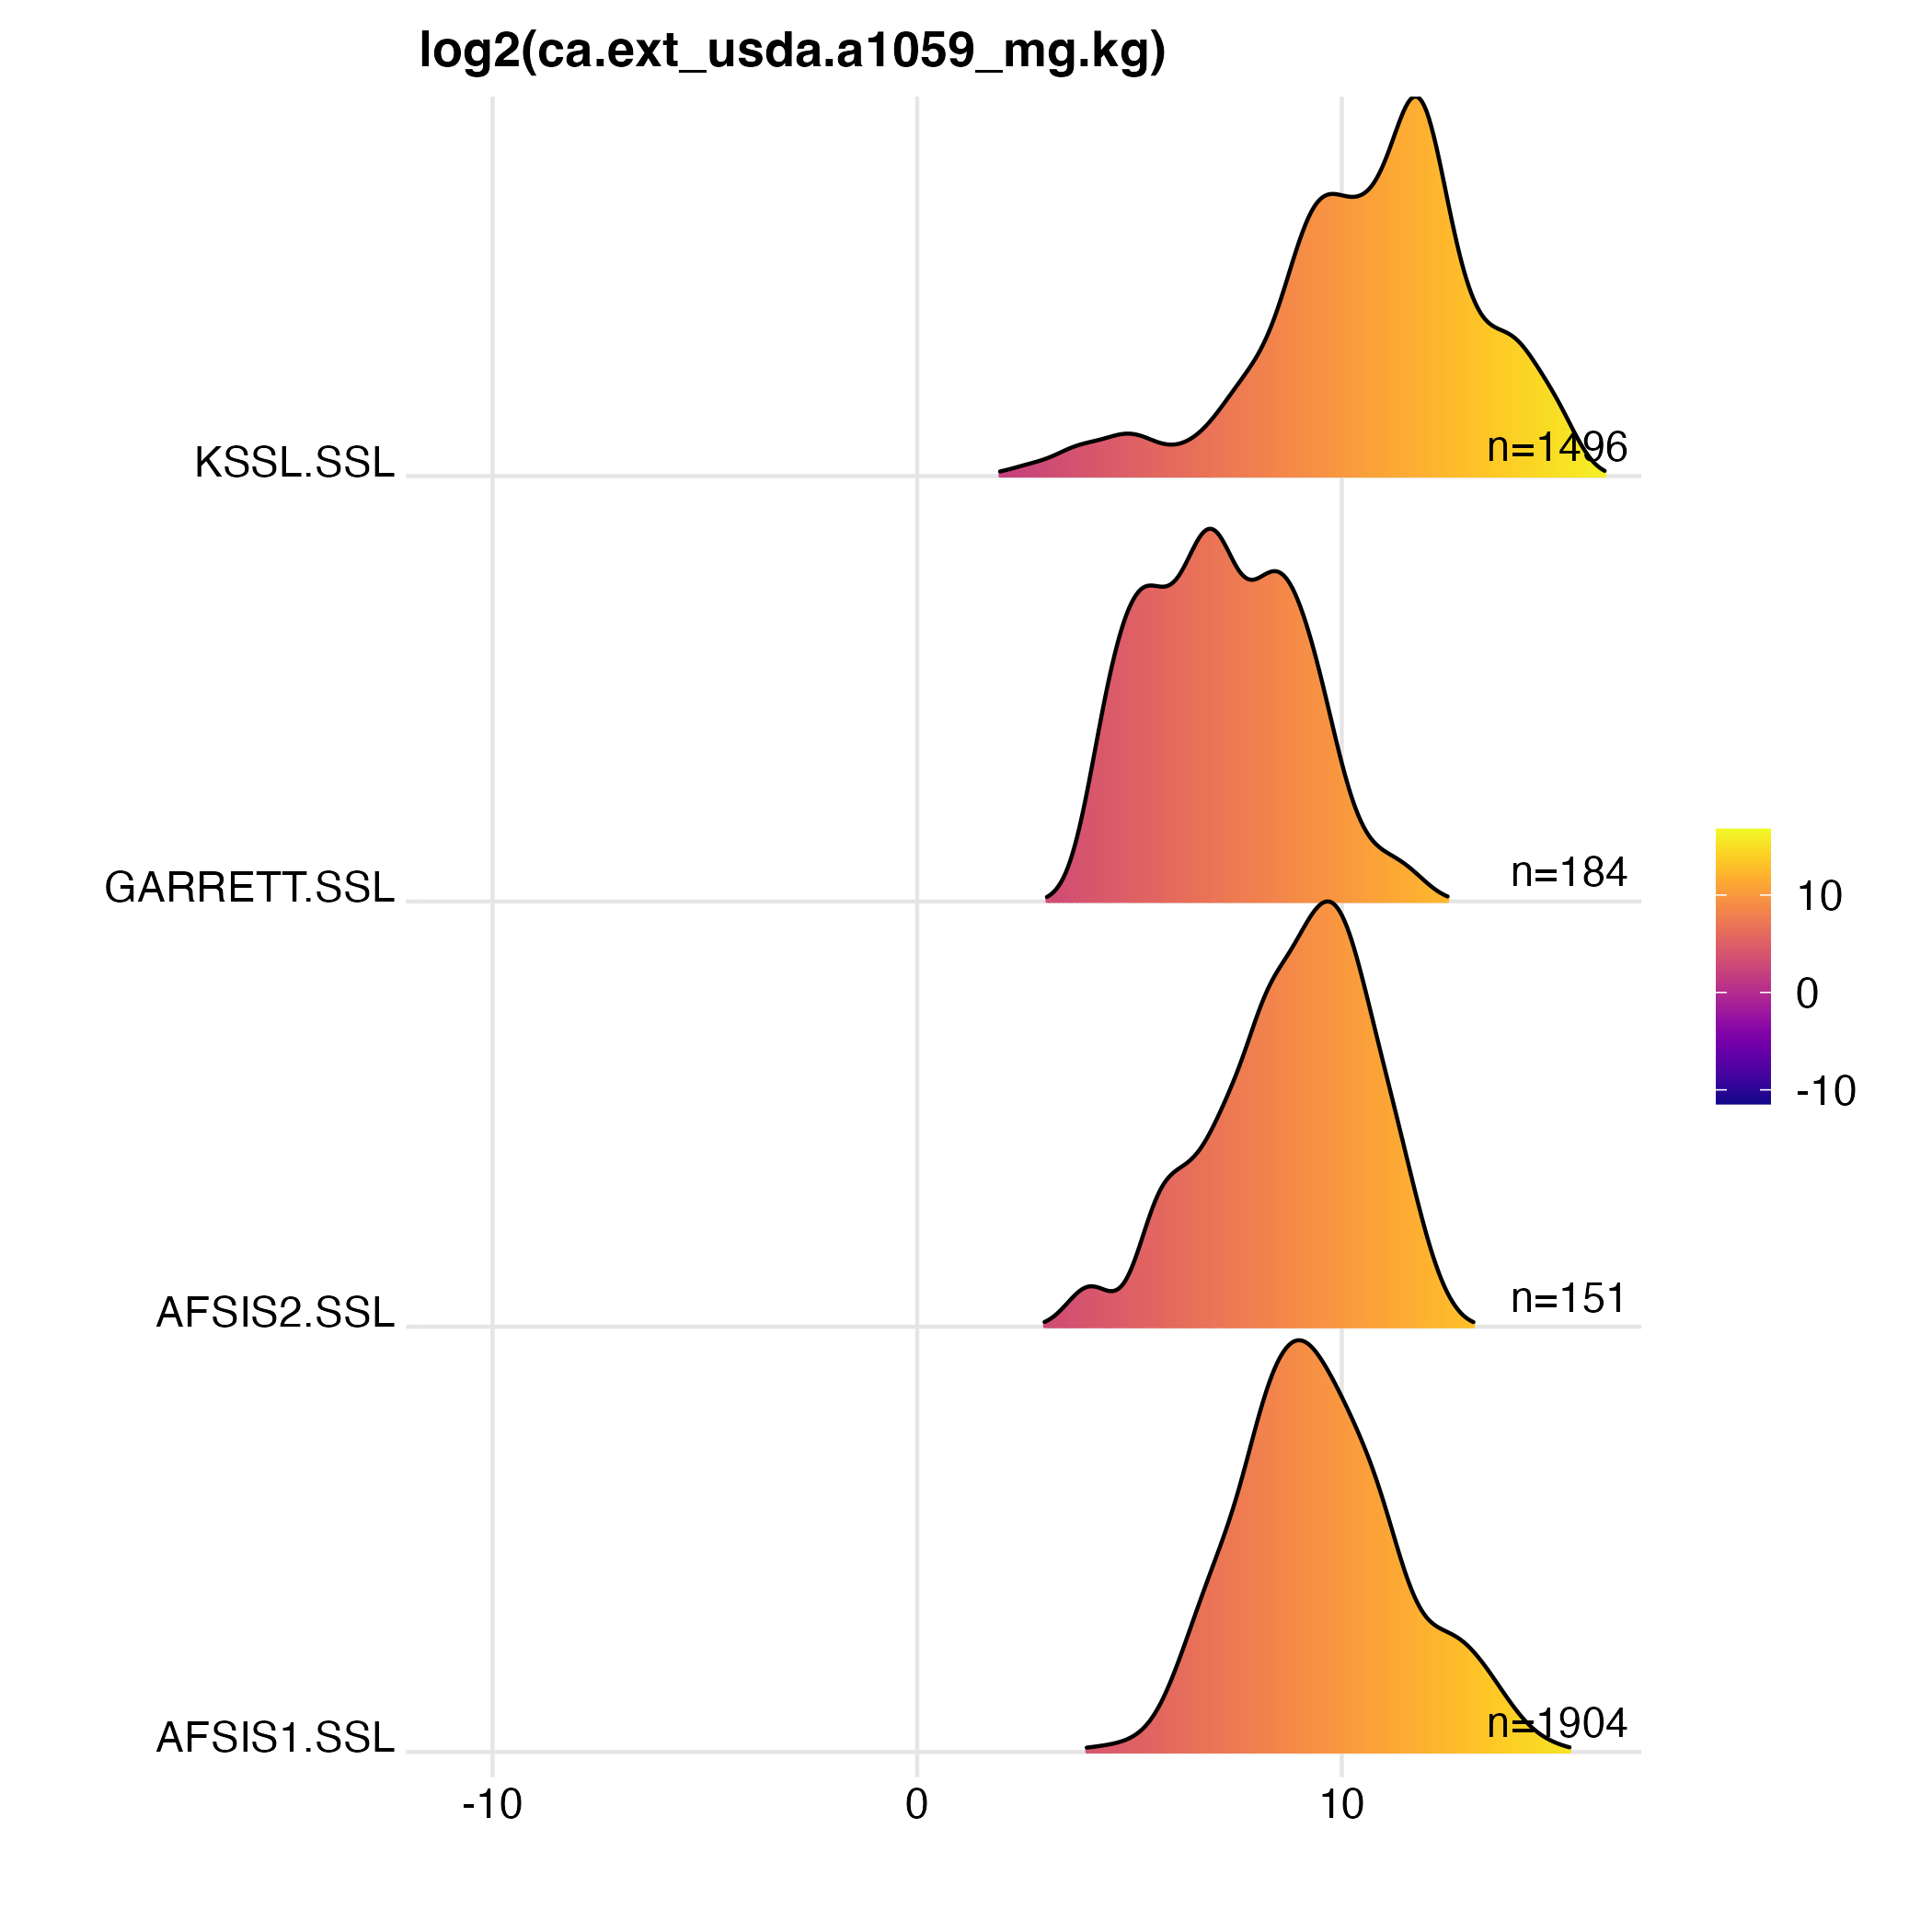 log2(ca.ext_usda.a1059_mg.kg)
KSSL.SSL
n=1496
GARRETT.SSL
n=184
AFSIS2.SSL
n=151
AFSIS1.SSL
n=1904
-10
0
10
10
0
-10